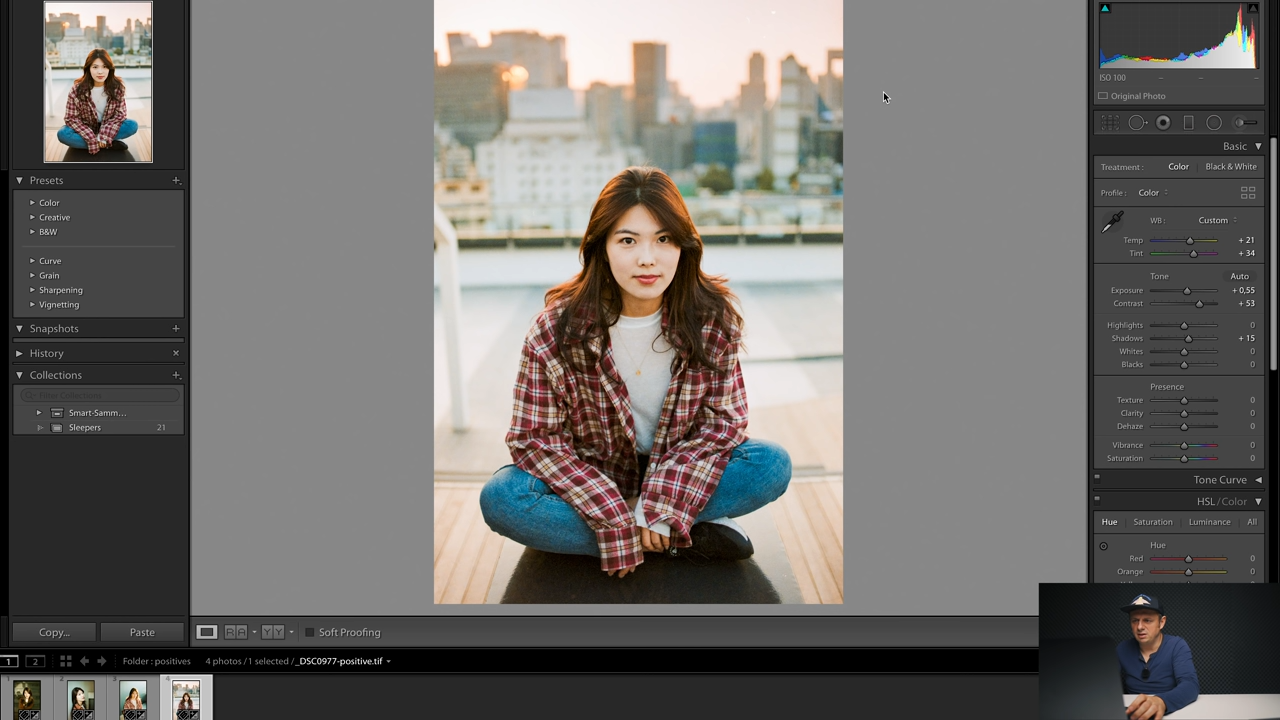 ISO 100
Original Photo
Presets
Basic
Treatment : Color Black & White
Color
Creative
B&W
Profile : Color
WB : Custom
Temp + 21
Tint + 34
Curve
Grain
Sharpening
Vignetting
Tone Auto
Exposure + 0,55
Contrast + 53
Highlights 0
Shadows + 15
Whites 0
Blacks 0
Snapshots
History
Collections
Presence
Texture 0
Clarity 0
Dehaze 0
Smart-Samm...
Sleepers 21
Vibrance 0
Saturation 0
Tone Curve
HSL / Color
Hue Saturation Luminance All
Hue
Red 0
Orange 0
Copy... Paste
Soft Proofing
1 2 Folder : positives 4 photos / 1 selected / _DSC0977-positive.tif